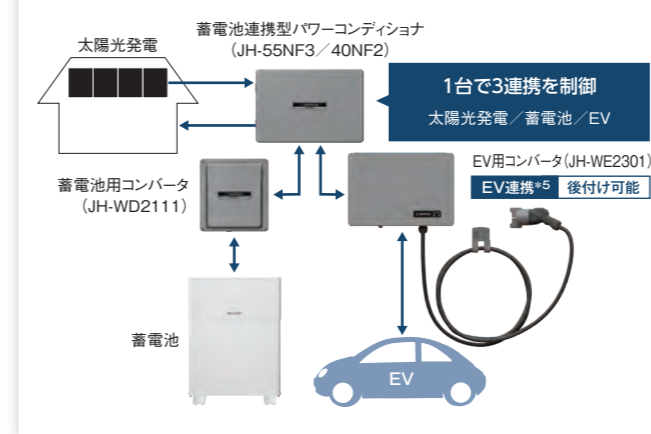 蓄電池連携型パワーコンディショナ
(JH-55NF3／40NF2)
太陽光発電
1台で3連携を制御
太陽光発電／蓄電池／EV
EV用コンバータ(JH-WE2301)
EV連携*5 後付け可能
蓄電池用コンバータ
(JH-WD2111)
蓄電池
EV